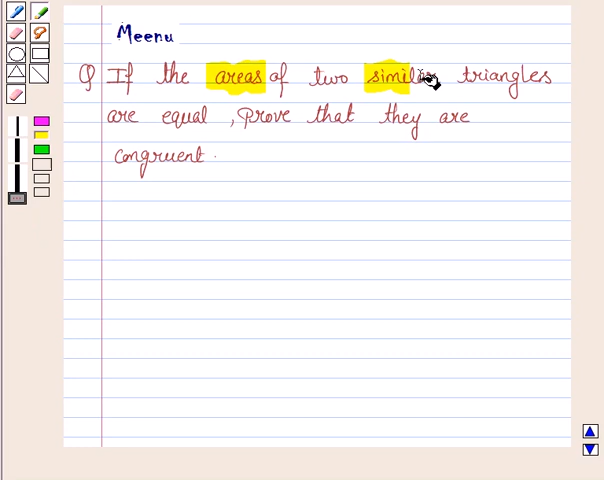 Meenu
Q If the areas of two similar triangles
are equal, Prove that they are
congruent.